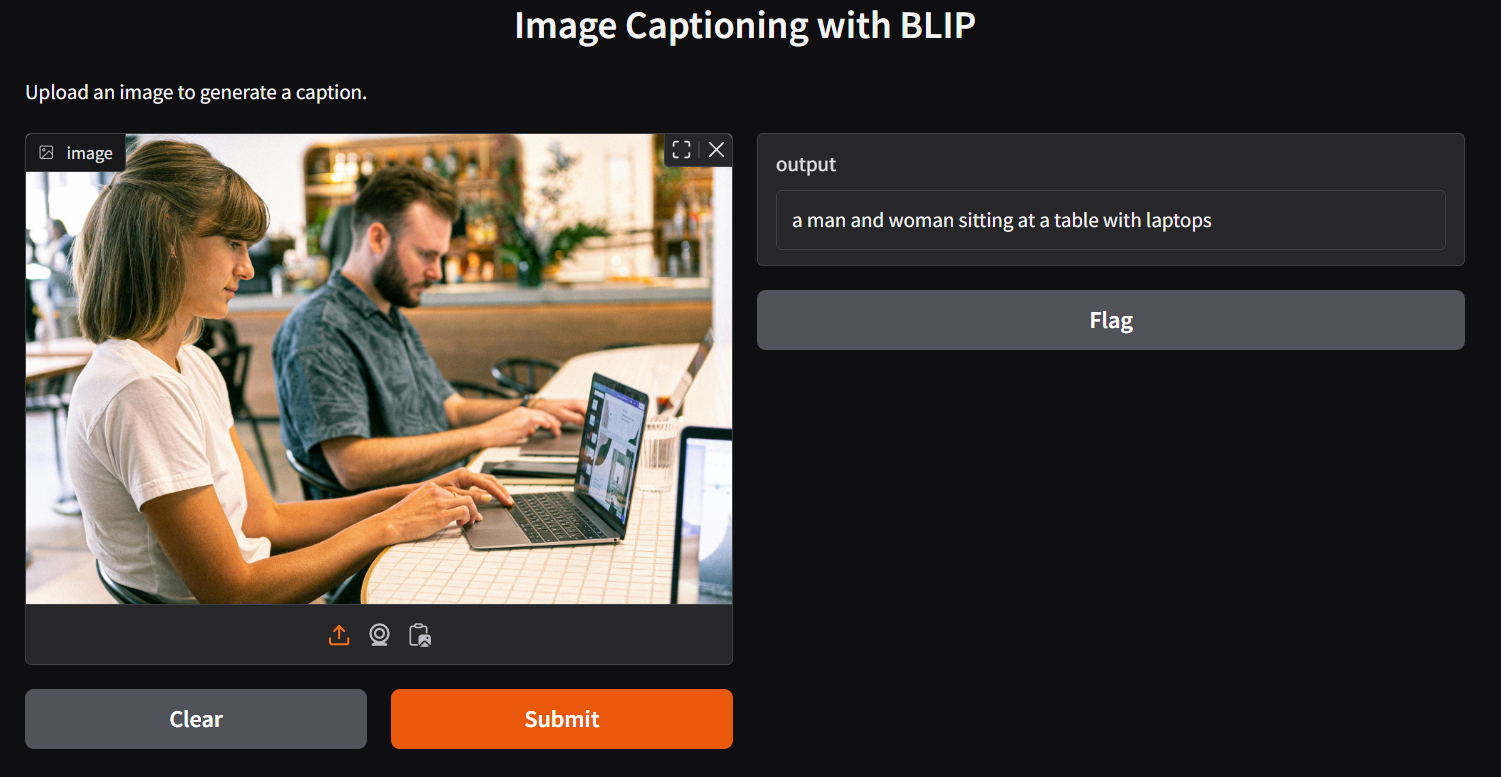 Image Captioning with BLIP
Upload an image to generate a caption.
image
output
a man and woman sitting at a table with laptops
Flag
Clear
Submit